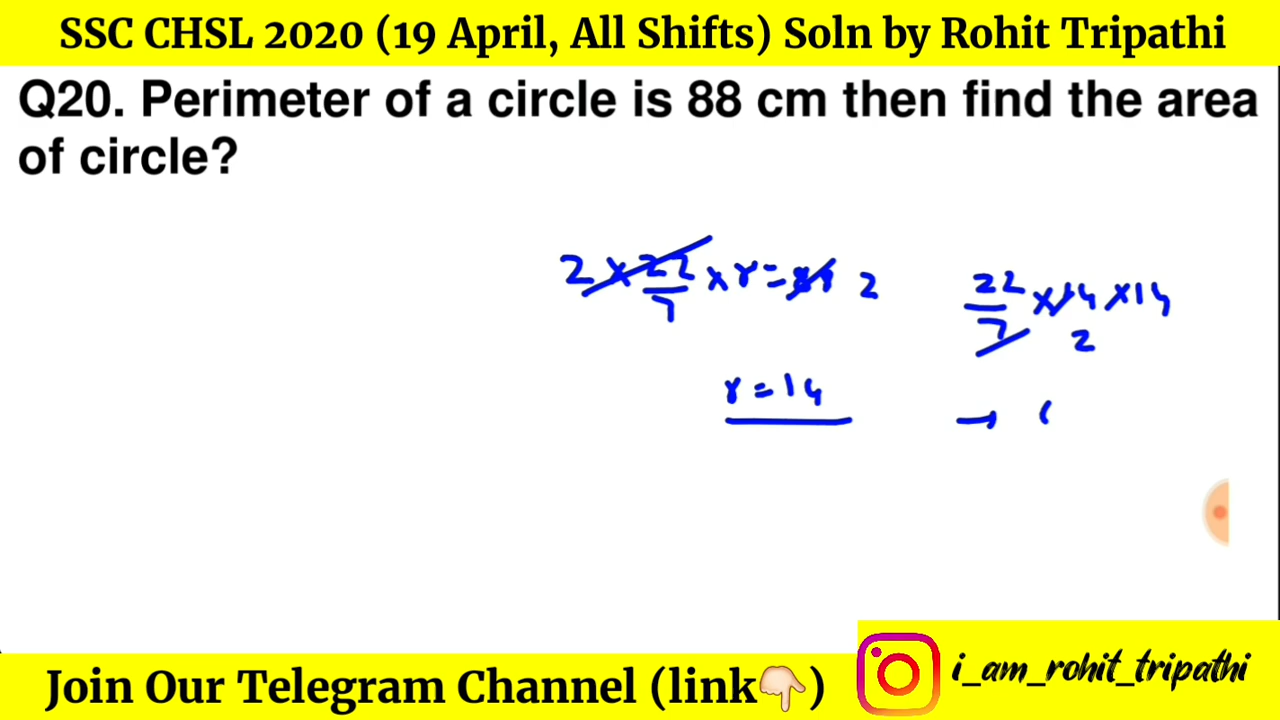 SSC CHSL 2020 (19 April, All Shifts) Soln by Rohit Tripathi
Q20. Perimeter of a circle is 88 cm then find the area
of circle?
2 × 22/7 × r = 88 2
22/7 × 14 × 14
2
r = 14
→ (
Join Our Telegram Channel (link👇)
i_am_rohit_tripathi